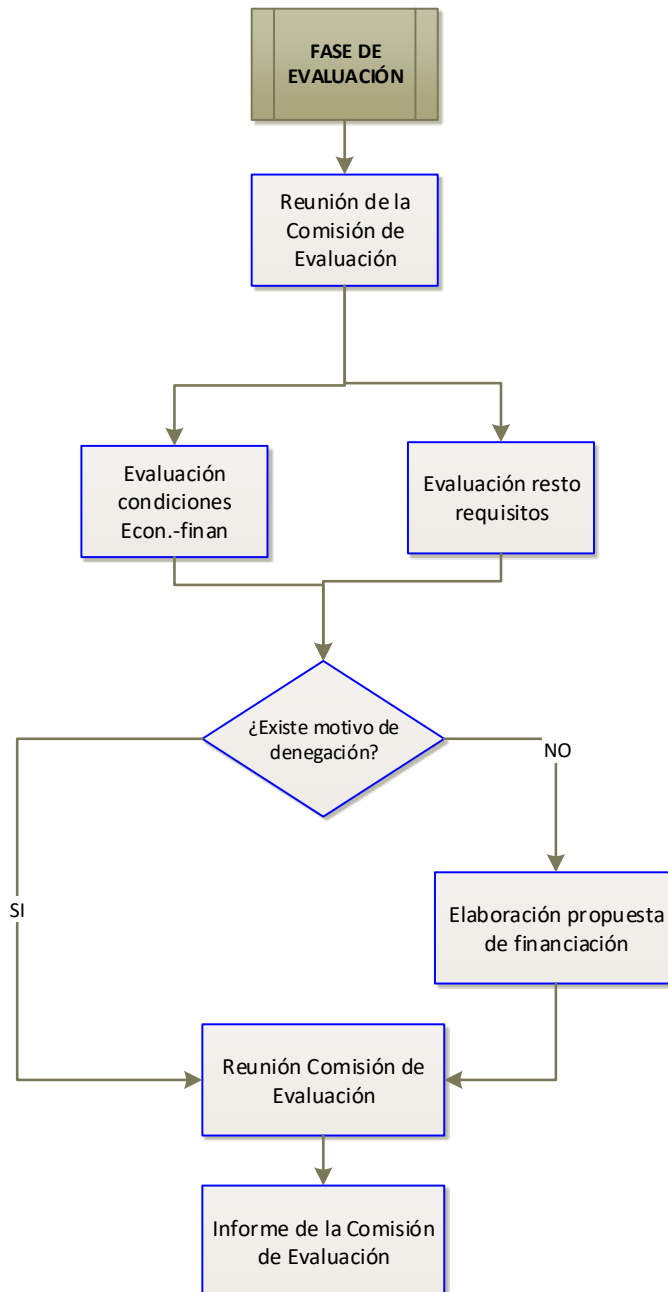 FASE DE
EVALUACIÓN
Reunión de la
Comisión de
Evaluación
Evaluación
condiciones
Econ.-finan
Evaluación resto
requisitos
¿Existe motivo de
denegación?
NO
SI
Elaboración propuesta
de financiación
Reunión Comisión de
Evaluación
Informe de la Comisión
de Evaluación